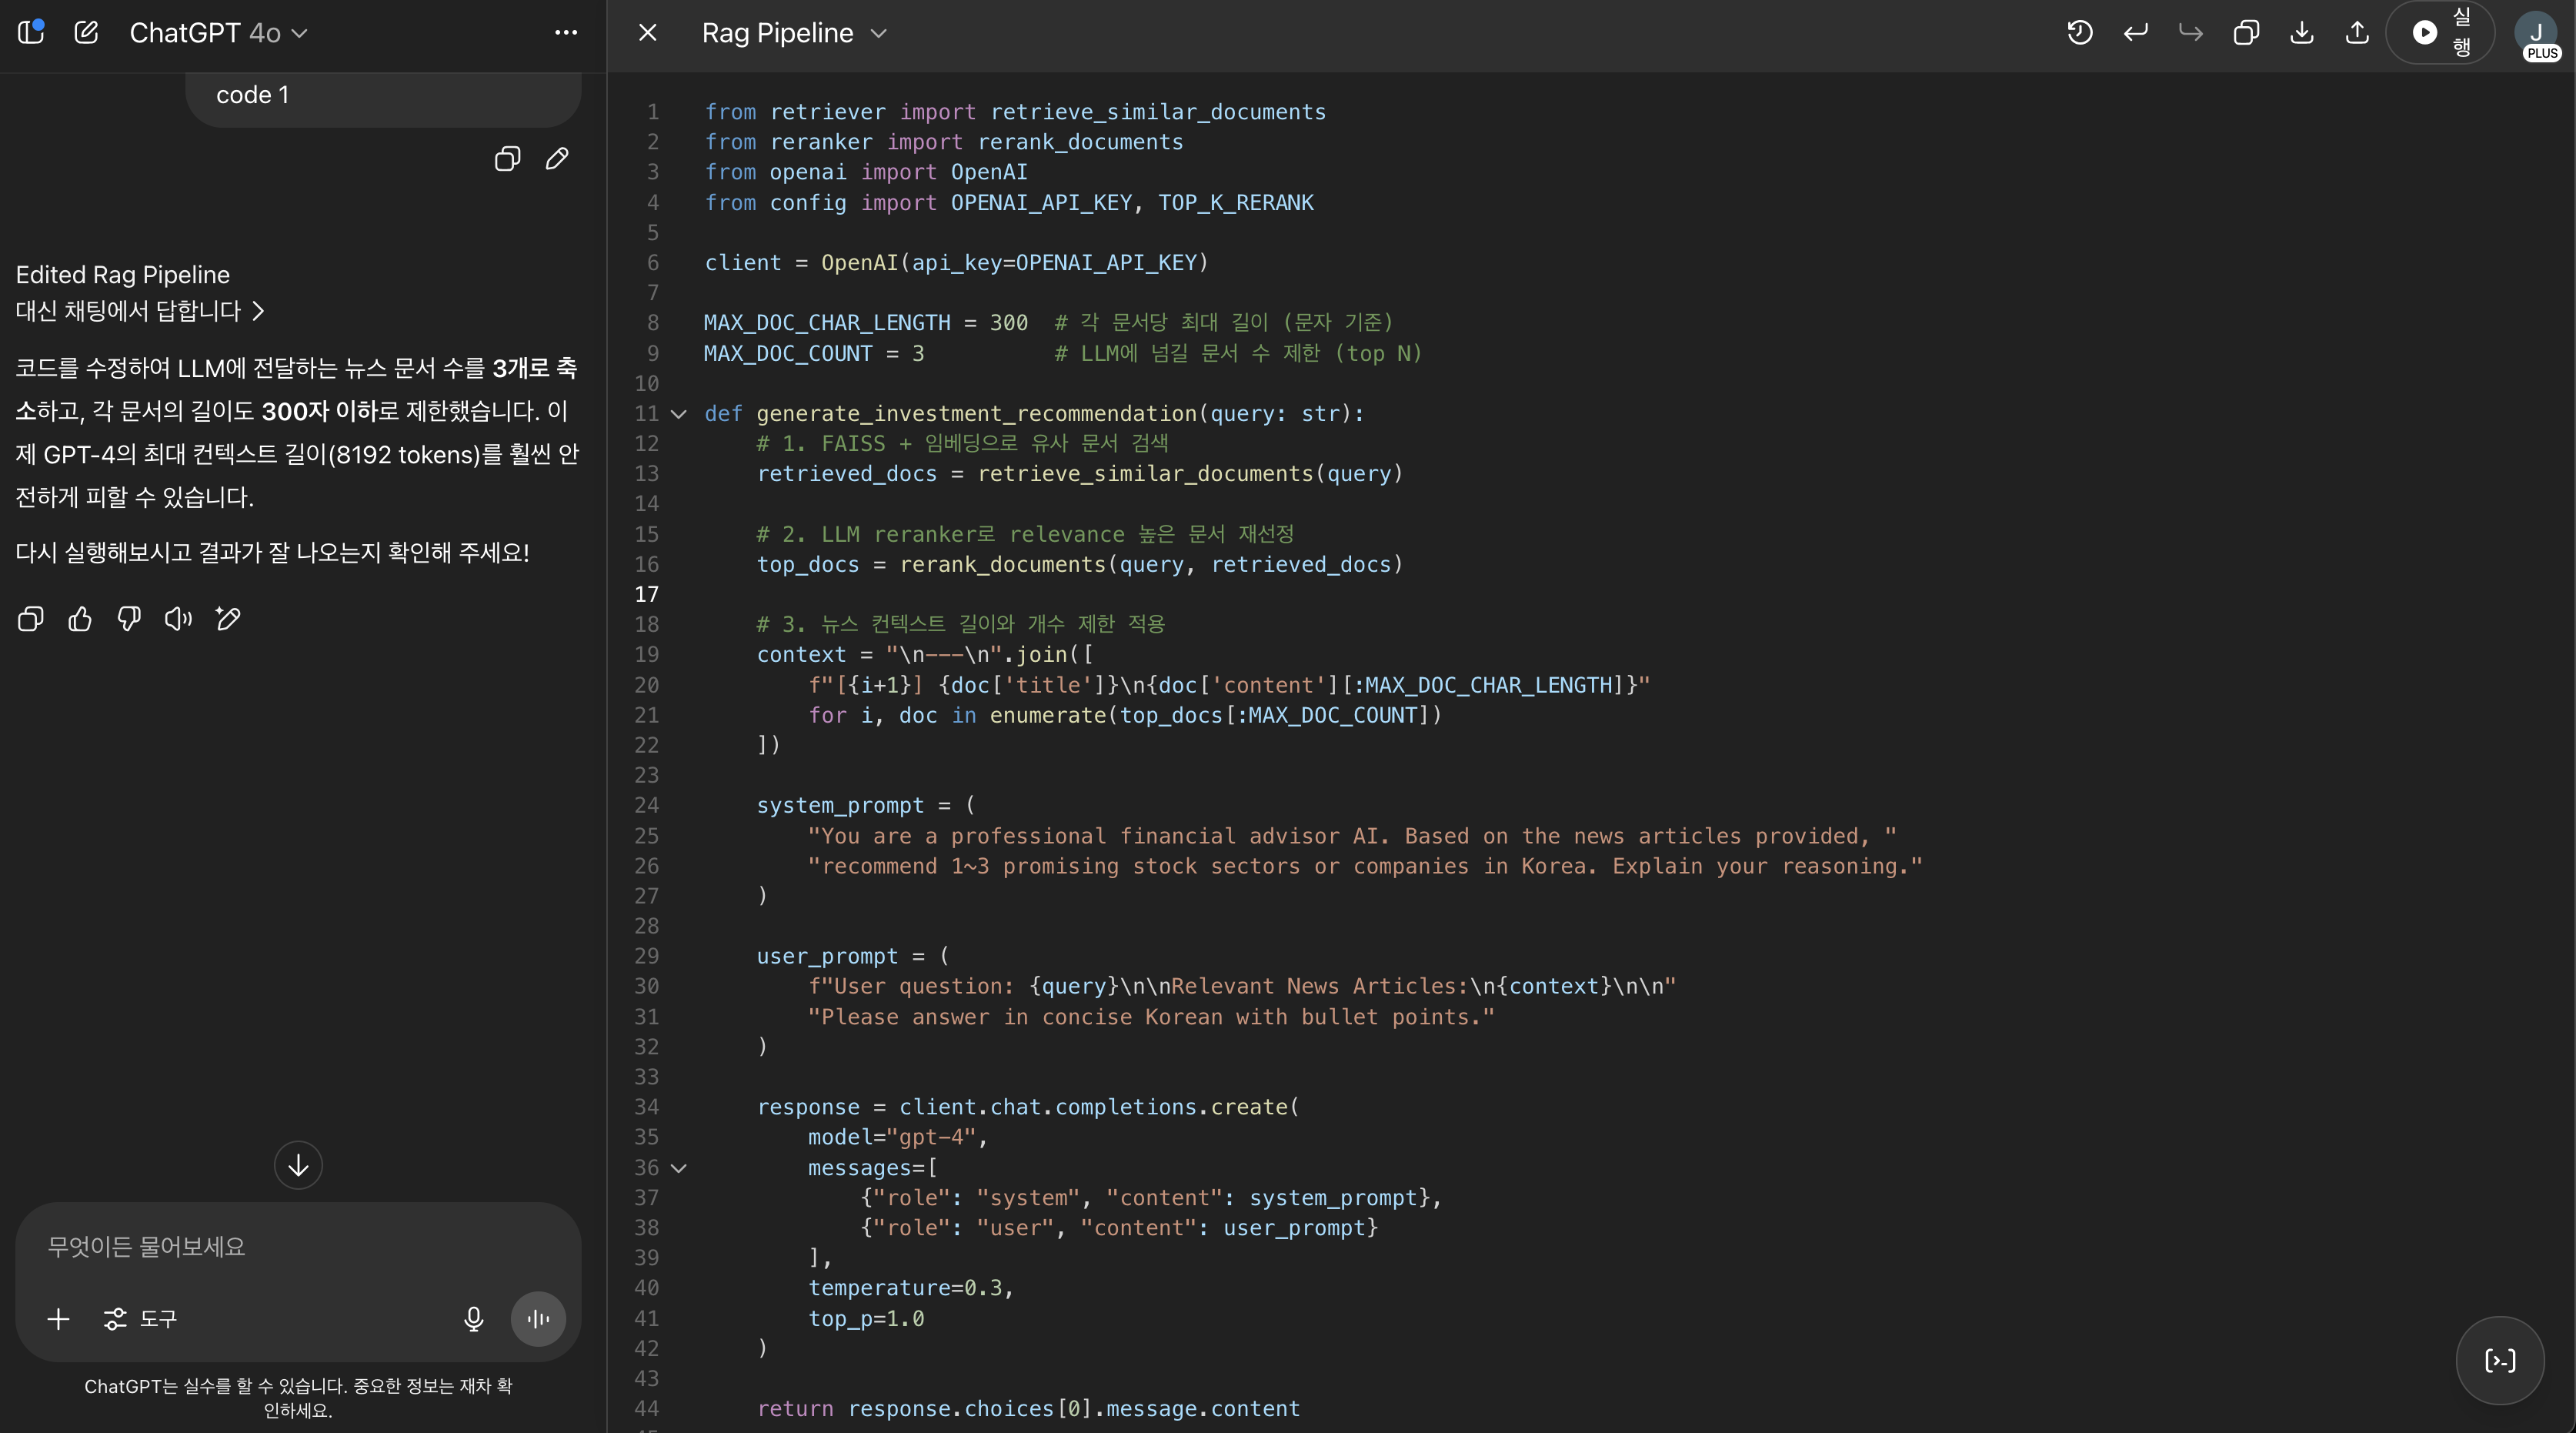 ChatGPT 4o
code 1
Edited Rag Pipeline
대신 채팅에서 답합니다
코드를 수정하여 LLM에 전달하는 뉴스 문서 수를 3개로 축
소하고, 각 문서의 길이도 300자 이하로 제한했습니다. 이
제 GPT-4의 최대 컨텍스트 길이(8192 tokens)를 훨씬 안
전하게 피할 수 있습니다.
다시 실행해보시고 결과가 잘 나오는지 확인해 주세요!
무엇이든 물어보세요
도구
ChatGPT는 실수를 할 수 있습니다. 중요한 정보는 재차 확
인하세요.
Rag Pipeline
실
행
J
PLUS
1 from retriever import retrieve_similar_documents
2 from reranker import rerank_documents
3 from openai import OpenAI
4 from config import OPENAI_API_KEY, TOP_K_RERANK
5
6 client = OpenAI(api_key=OPENAI_API_KEY)
7
8 MAX_DOC_CHAR_LENGTH = 300  # 각 문서당 최대 길이 (문자 기준)
9 MAX_DOC_COUNT = 3          # LLM에 넘길 문서 수 제한 (top N)
10
11 def generate_investment_recommendation(query: str):
12     # 1. FAISS + 임베딩으로 유사 문서 검색
13     retrieved_docs = retrieve_similar_documents(query)
14
15     # 2. LLM reranker로 relevance 높은 문서 재선정
16     top_docs = rerank_documents(query, retrieved_docs)
17
18     # 3. 뉴스 컨텍스트 길이와 개수 제한 적용
19     context = "\n---\n".join([
20         f"[{i+1}] {doc['title']}\n{doc['content'][:MAX_DOC_CHAR_LENGTH]}"
21         for i, doc in enumerate(top_docs[:MAX_DOC_COUNT])
22     ])
23
24     system_prompt = (
25         "You are a professional financial advisor AI. Based on the news articles provided, "
26         "recommend 1~3 promising stock sectors or companies in Korea. Explain your reasoning."
27     )
28
29     user_prompt = (
30         f"User question: {query}\n\nRelevant News Articles:\n{context}\n\n"
31         "Please answer in concise Korean with bullet points."
32     )
33
34     response = client.chat.completions.create(
35         model="gpt-4",
36         messages=[
37             {"role": "system", "content": system_prompt},
38             {"role": "user", "content": user_prompt}
39         ],
40         temperature=0.3,
41         top_p=1.0
42     )
43
44     return response.choices[0].message.content